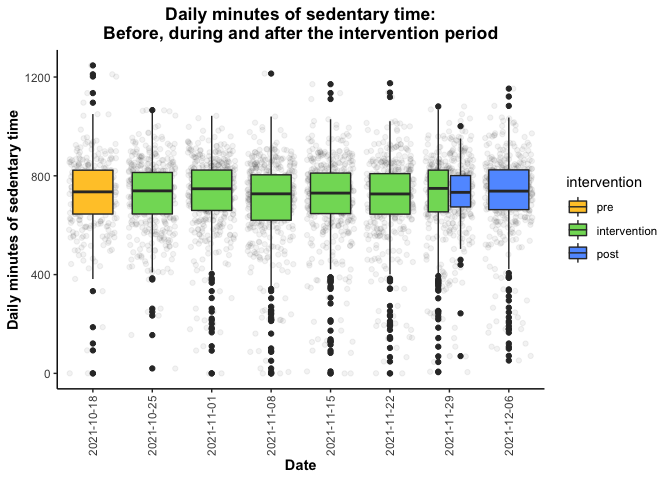 Daily minutes of sedentary time:
Before, during and after the intervention period
Daily minutes of sedentary time
1200
800
400
0
2021-10-18
2021-10-25
2021-11-01
2021-11-08
2021-11-15
2021-11-22
2021-11-29
2021-12-06
Date
intervention
pre
intervention
post